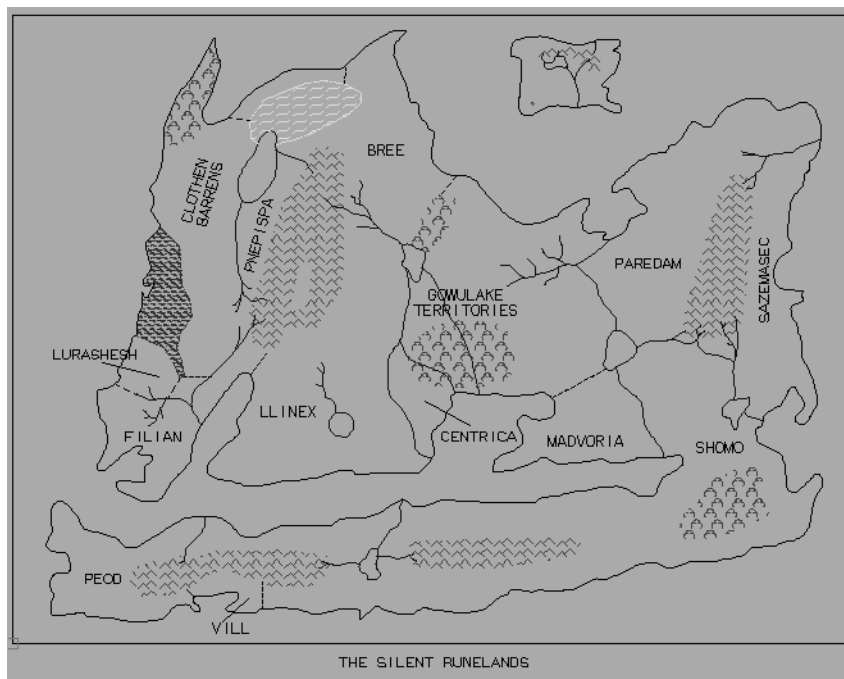 BREE
CLOTHEN
BARRENS
PNEPISPA
PAREDAM
SAZEMASEC
GOWULAKE
TERRITORIES
LURASHESH
LLINEX
FILIAN
CENTRICA
MADVORIA
SHOMO
PEOD
VILL
THE SILENT RUNELANDS